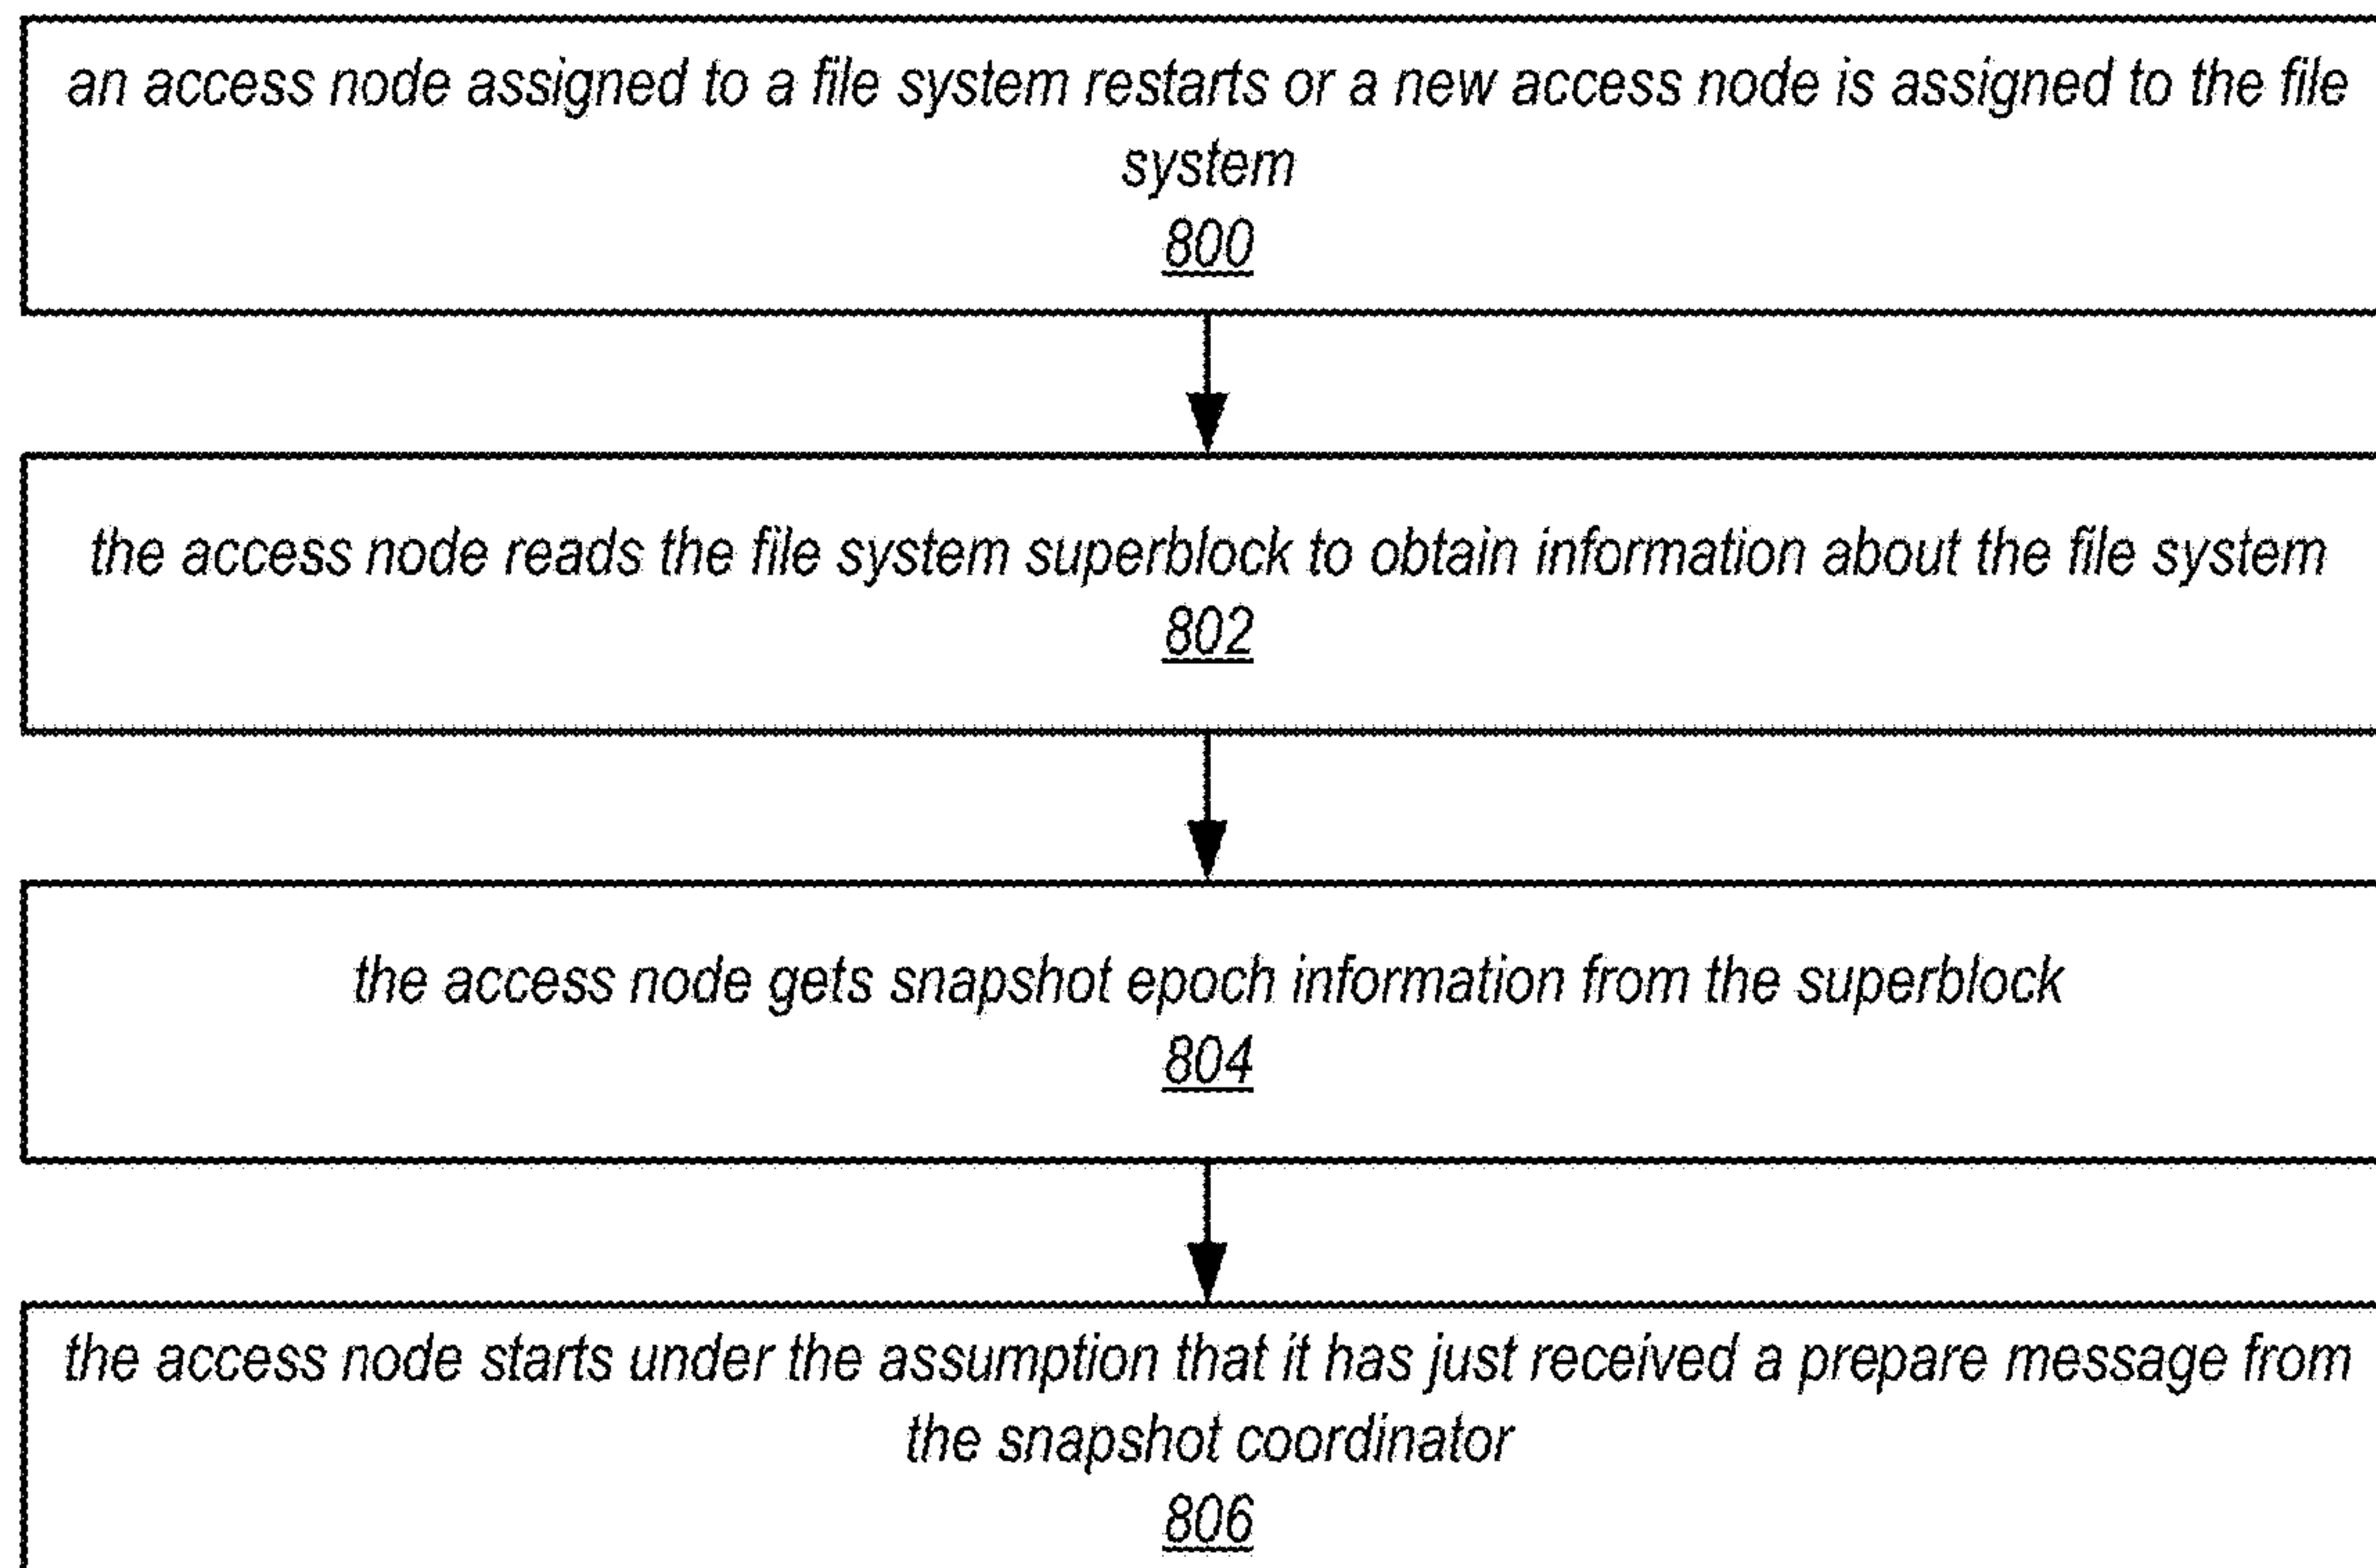 an access node assigned to a file system restarts or a new access node is assigned to the file
system
800
the access node reads the file system superblock to obtain information about the file system
802
the access node gets snapshot epoch information from the superblock
804
the access node starts under the assumption that it has just received a prepare message from
the snapshot coordinator
806